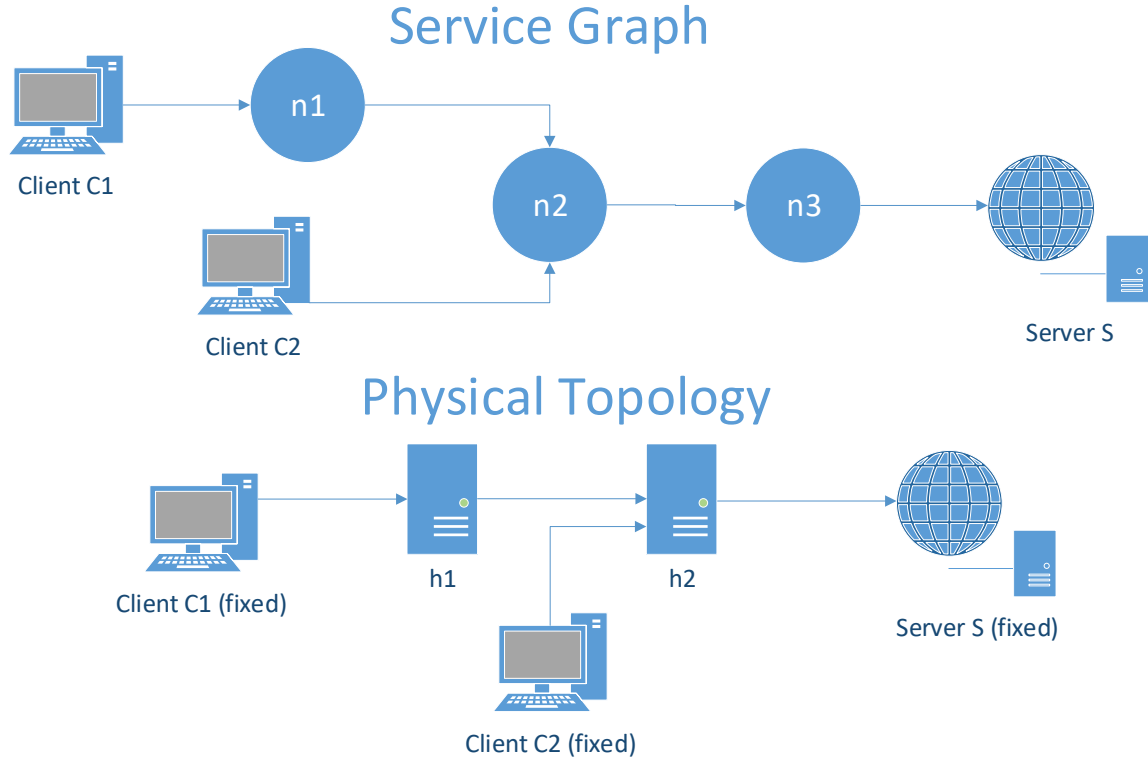 Service Graph
n1
Client C1
n2
n3
Client C2
Server S
Physical Topology
h1
h2
Client C1 (fixed)
Server S (fixed)
Client C2 (fixed)